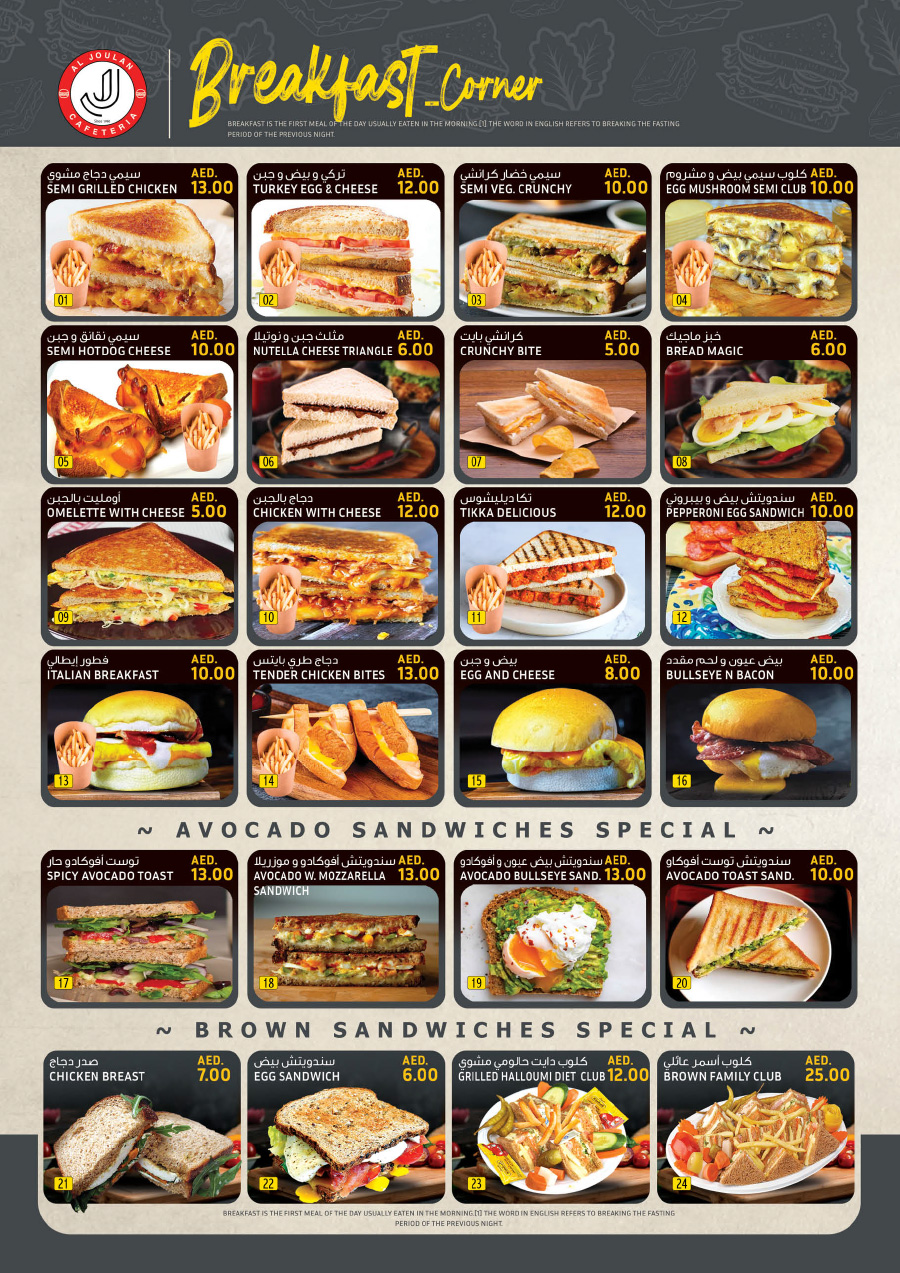 AL JOULAN
Since 1986
CAFETERIA
Breakfast_Corner
BREAKFAST IS THE FIRST MEAL OF THE DAY USUALLY EATEN IN THE MORNING.[1] THE WORD IN ENGLISH REFERS TO BREAKING THE FASTING
PERIOD OF THE PREVIOUS NIGHT.
سيمي دجاج مشوي AED.
SEMI GRILLED CHICKEN 13.00
01
تركي و بيض و جبن AED.
TURKEY EGG & CHEESE 12.00
02
سيمي خضار كرانشي AED.
SEMI VEG. CRUNCHY 10.00
03
كلوب سيمي بيض و مشروم AED.
EGG MUSHROOM SEMI CLUB 10.00
04
سيمي نقانق و جبن AED.
SEMI HOTDOG CHEESE 10.00
05
مثلث جبن و نوتيلا AED.
NUTELLA CHEESE TRIANGLE 6.00
06
كرانشي بايت AED.
CRUNCHY BITE 5.00
07
خبز ماجيك AED.
BREAD MAGIC 6.00
08
أومليت بالجبن AED.
OMELETTE WITH CHEESE 5.00
09
دجاج بالجبن AED.
CHICKEN WITH CHEESE 12.00
10
تكا ديليشوس AED.
TIKKA DELICIOUS 12.00
11
سندويتش بيض و بيبروني AED.
PEPPERONI EGG SANDWICH 10.00
12
فطور إيطالي AED.
ITALIAN BREAKFAST 10.00
13
دجاج طري بايتس AED.
TENDER CHICKEN BITES 13.00
14
بيض و جبن AED.
EGG AND CHEESE 8.00
15
بيض عيون و لحم مقدد AED.
BULLSEYE N BACON 10.00
16
~ AVOCADO SANDWICHES SPECIAL ~
توست أفوكادو حار AED.
SPICY AVOCADO TOAST 13.00
17
سندويتش أفوكادو و موزريلا AED.
AVOCADO W. MOZZARELLA 13.00
SANDWICH
18
سندويتش بيض عيون و أفوكادو AED.
AVOCADO BULLSEYE SAND. 13.00
19
سندويتش توست أفوكاو AED.
AVOCADO TOAST SAND. 10.00
20
~ BROWN SANDWICHES SPECIAL ~
صدر دجاج AED.
CHICKEN BREAST 7.00
21
سندويتش بيض AED.
EGG SANDWICH 6.00
22
كلوب دايت حالومي مشوي AED.
GRILLED HALLOUMI DIET CLUB 12.00
23
كلوب أسمر عائلي AED.
BROWN FAMILY CLUB 25.00
24
BREAKFAST IS THE FIRST MEAL OF THE DAY USUALLY EATEN IN THE MORNING.[1] THE WORD IN ENGLISH REFERS TO BREAKING THE FASTING
PERIOD OF THE PREVIOUS NIGHT.